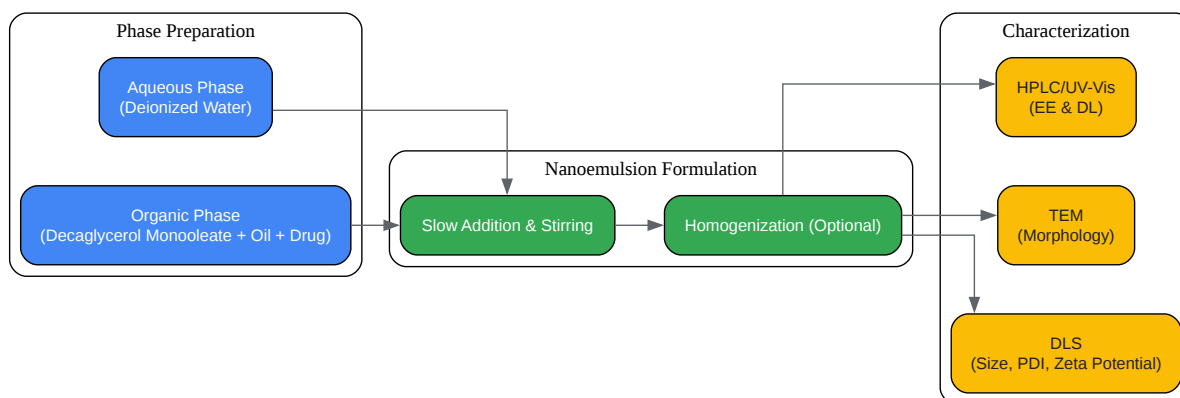 Phase Preparation
Aqueous Phase
(Deionized Water)
Organic Phase
(Decaglycerol Monooleate + Oil + Drug)
Nanoemulsion Formulation
Slow Addition & Stirring
Homogenization (Optional)
Characterization
HPLC/UV-Vis
(EE & DL)
TEM
(Morphology)
DLS
(Size, PDI, Zeta Potential)